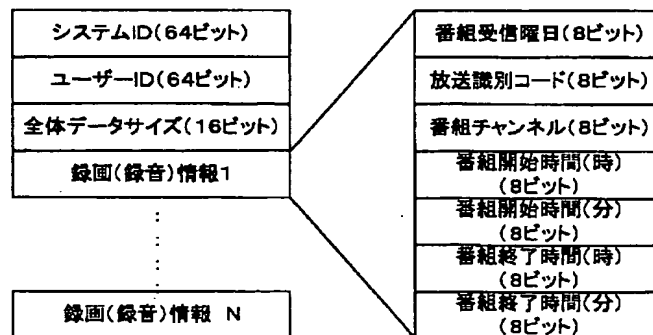 システムID(64ビット)
ユーザーID(64ビット)
全体データサイズ(16ビット)
録画(録音)情報1
録画(録音)情報 N
番組受信曜日(8ビット)
放送識別コード(8ビット)
番組チャンネル(8ビット)
番組開始時間(時)
(8ビット)
番組開始時間(分)
(8ビット)
番組終了時間(時)
(8ビット)
番組終了時間(分)
(8ビット)